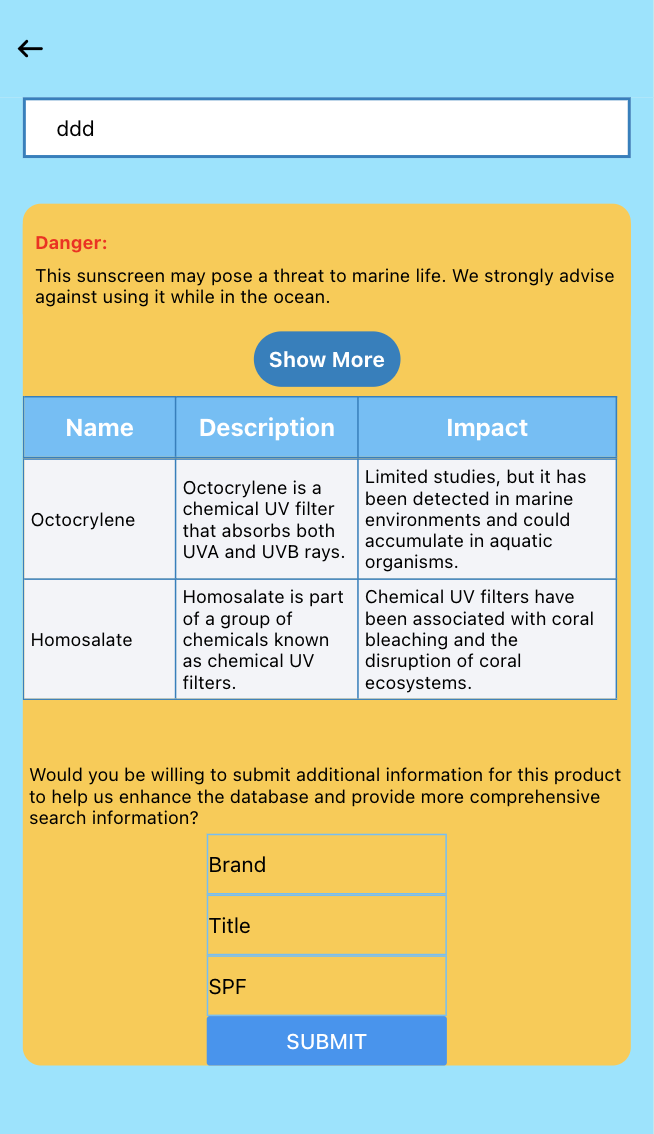 ddd
Danger:
This sunscreen may pose a threat to marine life. We strongly advise
against using it while in the ocean.
Show More
Name Description Impact
Octocrylene
Octocrylene is a
chemical UV filter
that absorbs both
UVA and UVB rays.
Limited studies, but it has
been detected in marine
environments and could
accumulate in aquatic
organisms.
Homosalate
Homosalate is part
of a group of
chemicals known
as chemical UV
filters.
Chemical UV filters have
been associated with coral
bleaching and the
disruption of coral
ecosystems.
Would you be willing to submit additional information for this product
to help us enhance the database and provide more comprehensive
search information?
Brand
Title
SPF
SUBMIT